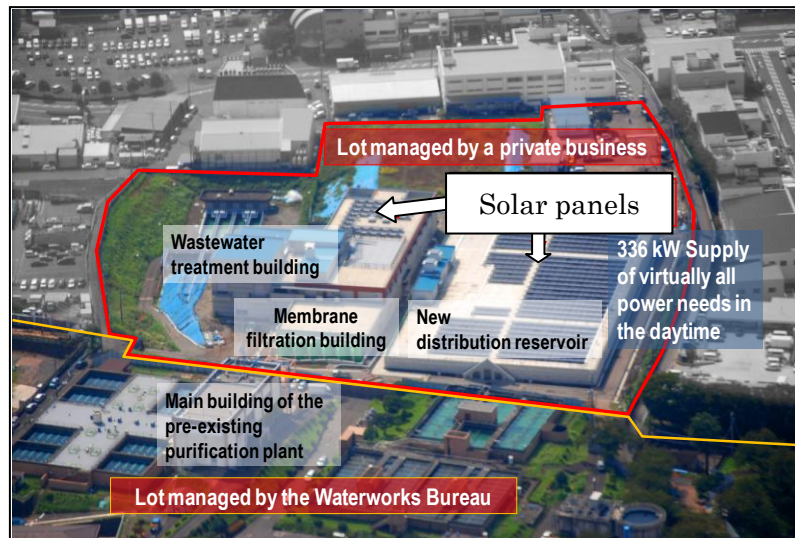 Lot managed by a private business
Solar panels
Wastewater
treatment building
336 kW Supply
of virtually all
power needs in
the daytime
Membrane
filtration building
New
distribution reservoir
Main building of the
pre-existing
purification plant
Lot managed by the Waterworks Bureau